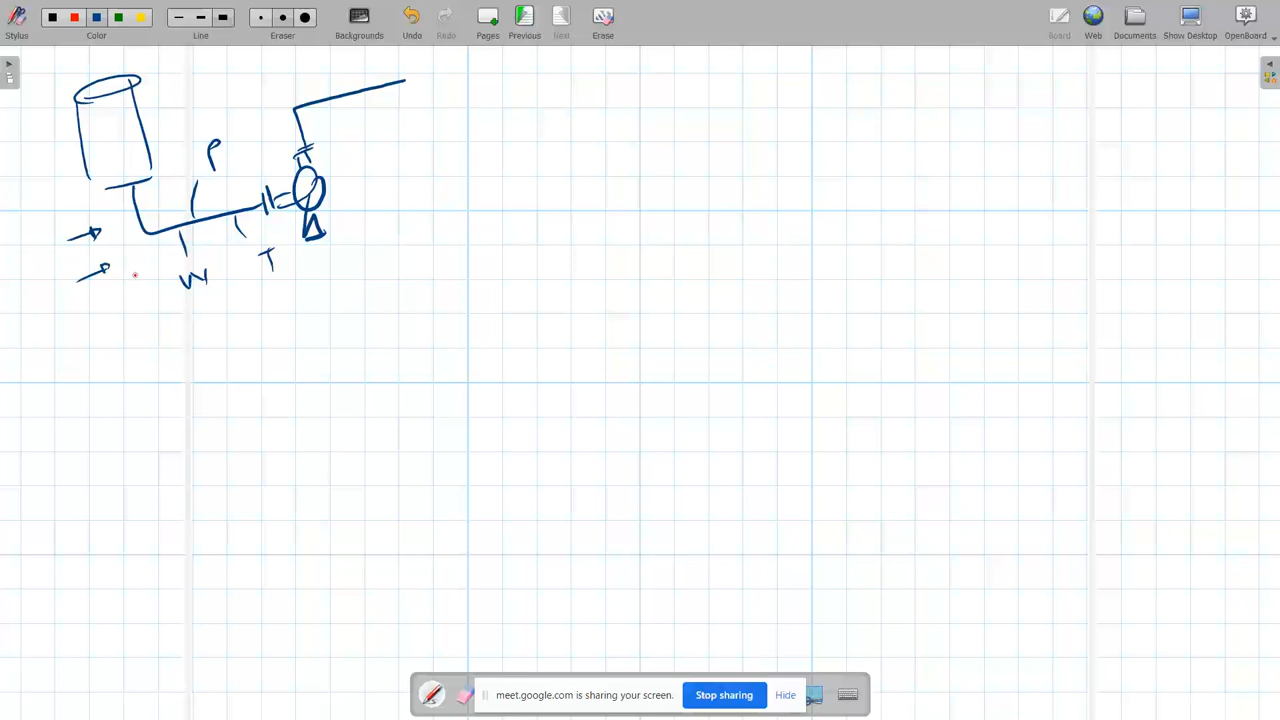 Stylus
Color
Line
Eraser
Backgrounds
Undo
Redo
Pages
Previous
Next
Erase
Board
Web
Documents
Show Desktop
OpenBoard
P
T
W
meet.google.com is sharing your screen.
Stop sharing
Hide